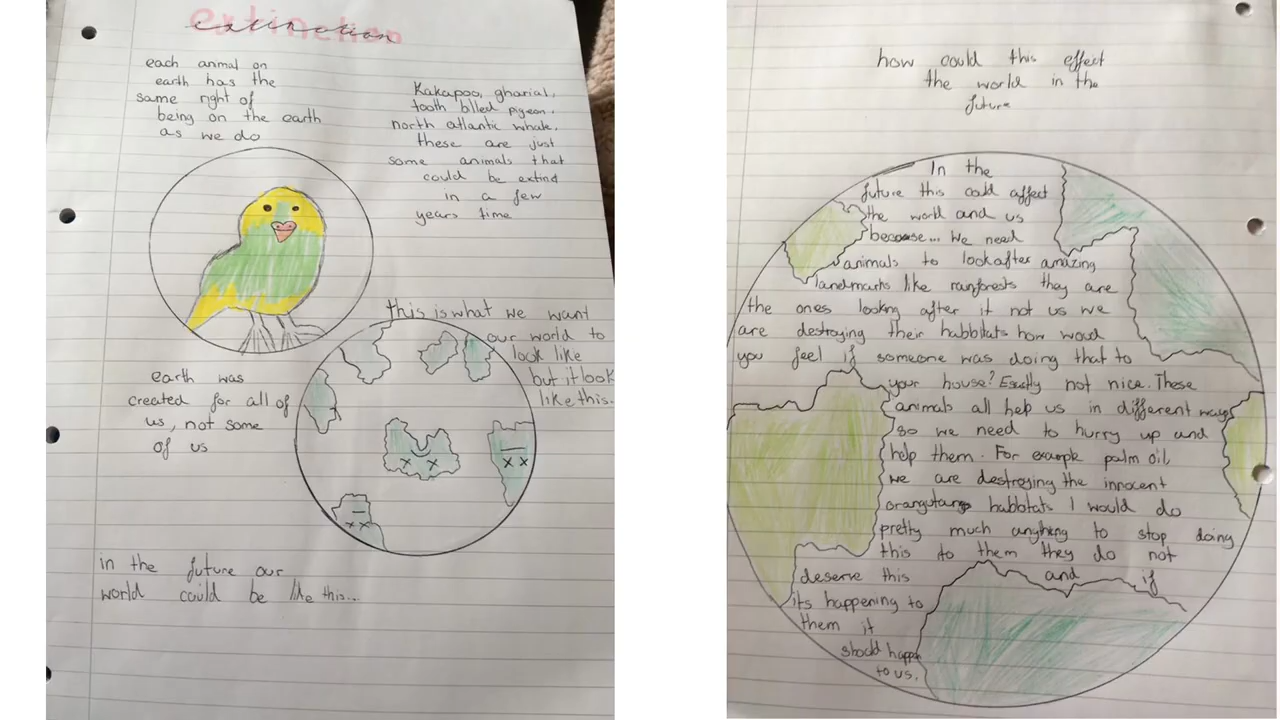 extinction
each anmal on
earth has the
same right of
being on the earth
as we do
Kakapoo, gharial,
tooth blled pigeon.
north atlantic whale,
these are just
some animals that
could be extind
in a few
years time
this is what we want
our world to
look like
but it look
like this.
earth was
created for all of
us, not some
of us
in the future our
world could be like this...
how could this effect
the world in the
future
In the
future this could affect
the world and us
because... We need
animals to look after amazing
landmarks like rainforests they are
the ones lookng after it not us we
are destroying their habbitats how woud
you feel if someone was doing that to
your house? Exactly not nice. These
animals all help us in different ways
so we need to hurry up and
help them. For example palm oil,
we are destroying the innocent
orangutang habbtats I would do
pretty much anything to stop doing
this to them they do not
deserve this and if
its happening to
them it
should happen
to us.